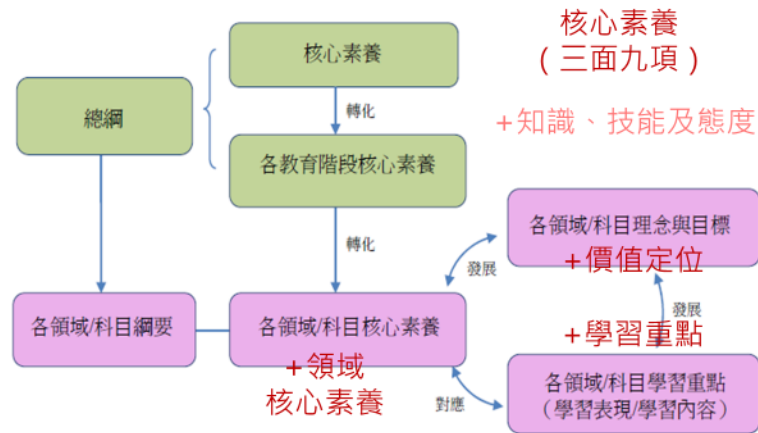 核心素養
(三面九項)
+知識、技能及態度
核心素養
總綱
轉化
各教育階段核心素養
轉化
各領域/科目綱要
各領域/科目核心素養
+領域
核心素養
發展
各領域/科目理念與目標
+價值定位
發展
+學習重點
對應
各領域/科目學習重點
(學習表現/學習內容)